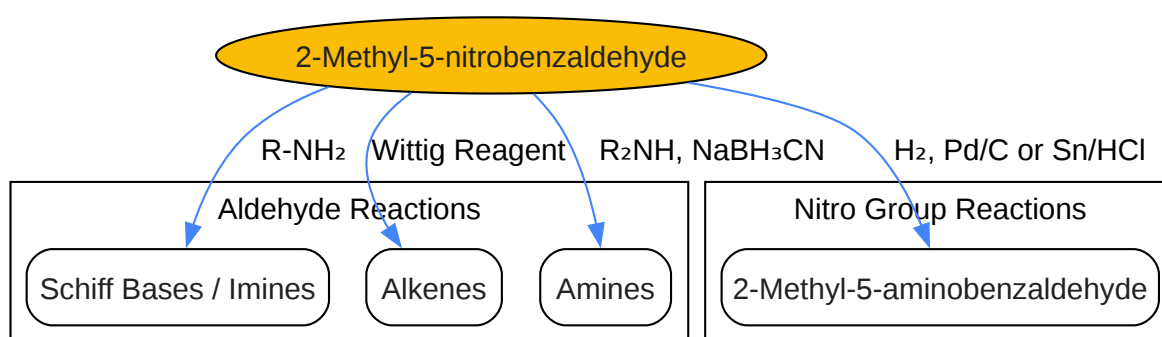 2-Methyl-5-nitrobenzaldehyde
R-NH₂
Wittig Reagent
R₂NH, NaBH₃CN
H₂, Pd/C or Sn/HCl
Aldehyde Reactions
Nitro Group Reactions
Schiff Bases / Imines
Alkenes
Amines
2-Methyl-5-aminobenzaldehyde